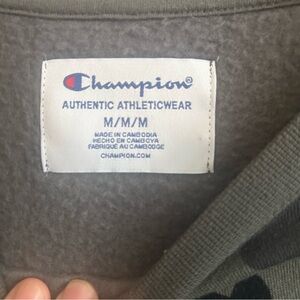 Champion®
AUTHENTIC ATHLETICWEAR
M/M/M
MADE IN CAMBODIA
HECHO EN CAMBOYA
FABRIQUÉ AU CAMBODGE
CHAMPION.COM